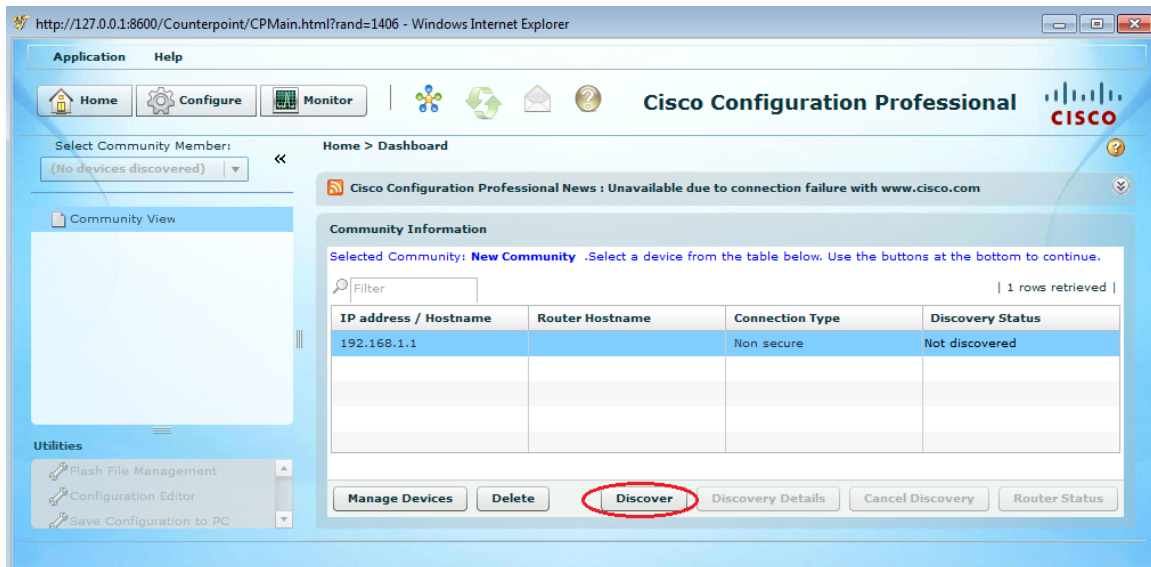 http://127.0.0.1:8600/Counterpoint/CPMain.html?rand=1406 - Windows Internet Explorer
Application Help
Home Configure Monitor Cisco Configuration Professional CISCO
Select Community Member:
(No devices discovered)
Home > Dashboard
Cisco Configuration Professional News : Unavailable due to connection failure with www.cisco.com
Community View
Community Information
Selected Community: New Community .Select a device from the table below. Use the buttons at the bottom to continue.
Filter | 1 rows retrieved |
IP address / Hostname Router Hostname Connection Type Discovery Status
192.168.1.1 Non secure Not discovered
Utilities
Flash File Management
Configuration Editor
Save Configuration to PC
Manage Devices Delete Discover Discovery Details Cancel Discovery Router Status